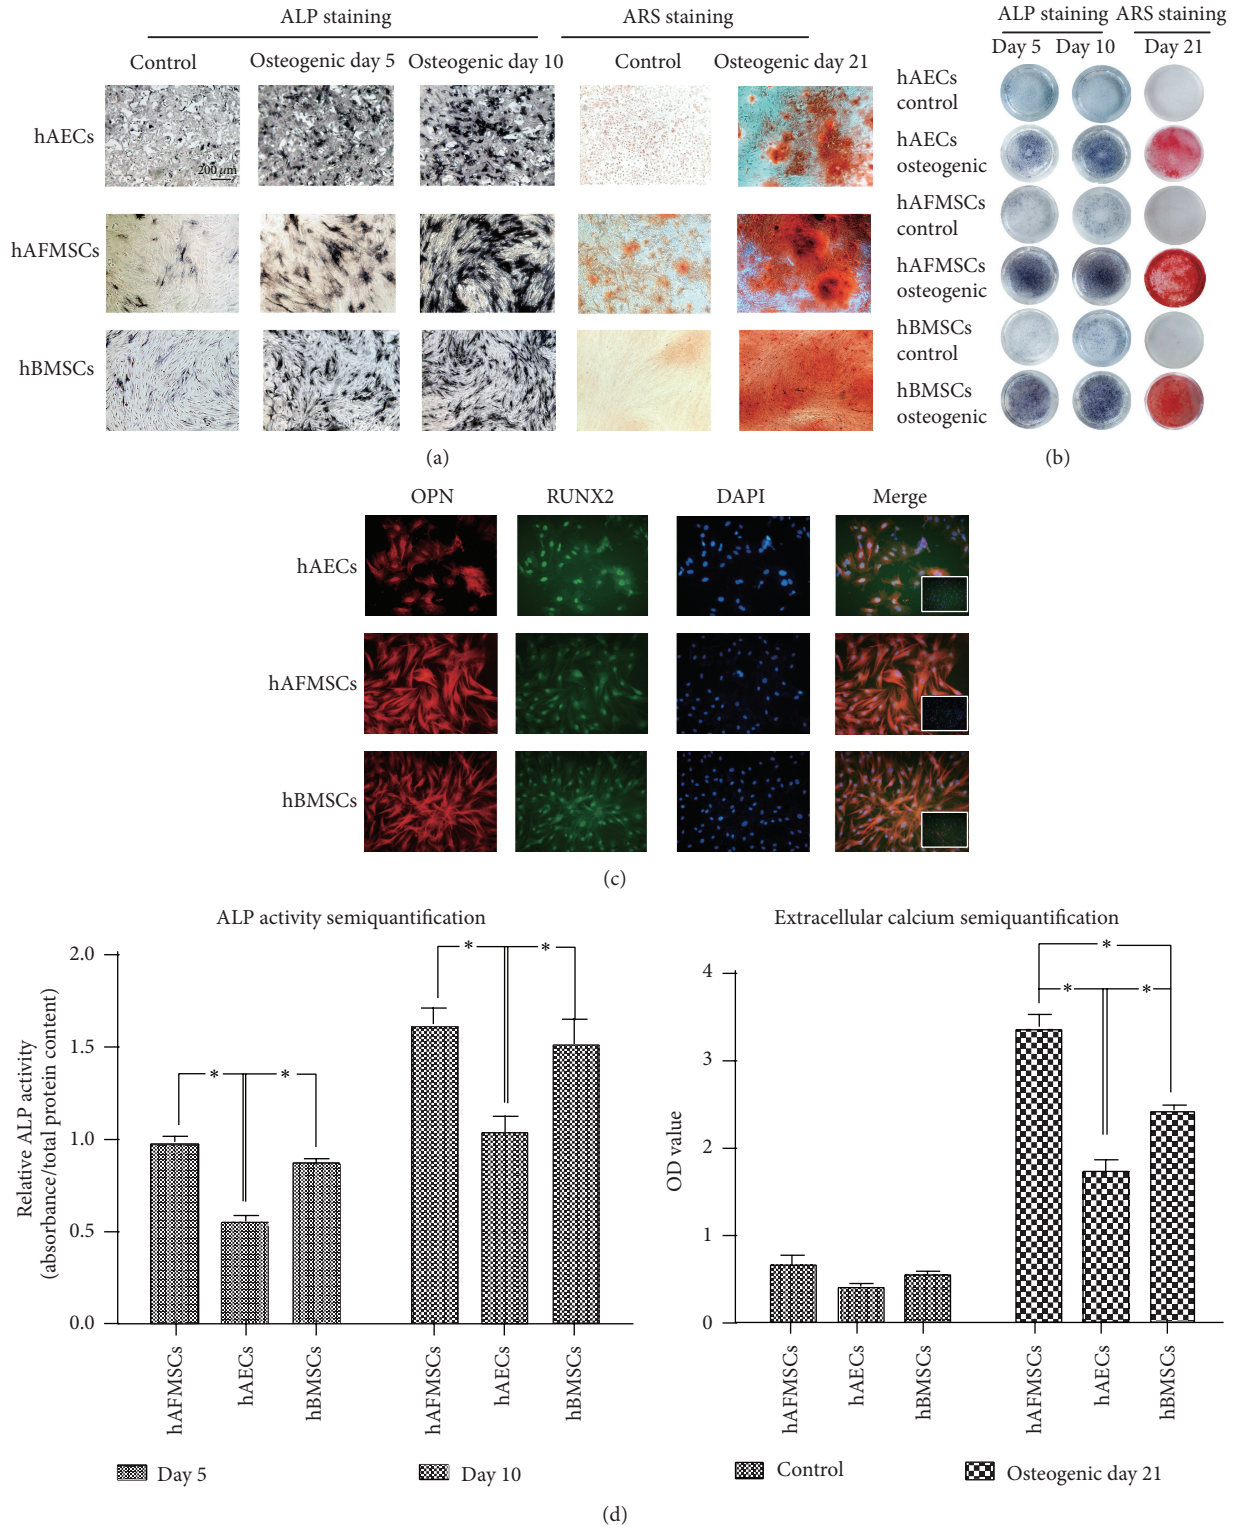 ALP staining
ARS staining
Control
Osteogenic day 5
Osteogenic day 10
Control
Osteogenic day 21
hAECs
200 μm
hAFMSCs
hBMSCs
(a)
ALP staining
ARS staining
Day 5
Day 10
Day 21
hAECs
control
hAECs
osteogenic
hAFMSCs
control
hAFMSCs
osteogenic
hBMSCs
control
hBMSCs
osteogenic
(b)
OPN
RUNX2
DAPI
Merge
hAECs
hAFMSCs
hBMSCs
(c)
ALP activity semiquantification
Relative ALP activity
(absorbance/total protein content)
2.0
1.5
1.0
0.5
0.0
*
*
*
*
hAFMSCs
hAECs
hBMSCs
hAFMSCs
hAECs
hBMSCs
Day 5
Day 10
Extracellular calcium semiquantification
OD value
4
3
2
1
0
*
*
*
hAFMSCs
hAECs
hBMSCs
hAFMSCs
hAECs
hBMSCs
Control
Osteogenic day 21
(d)